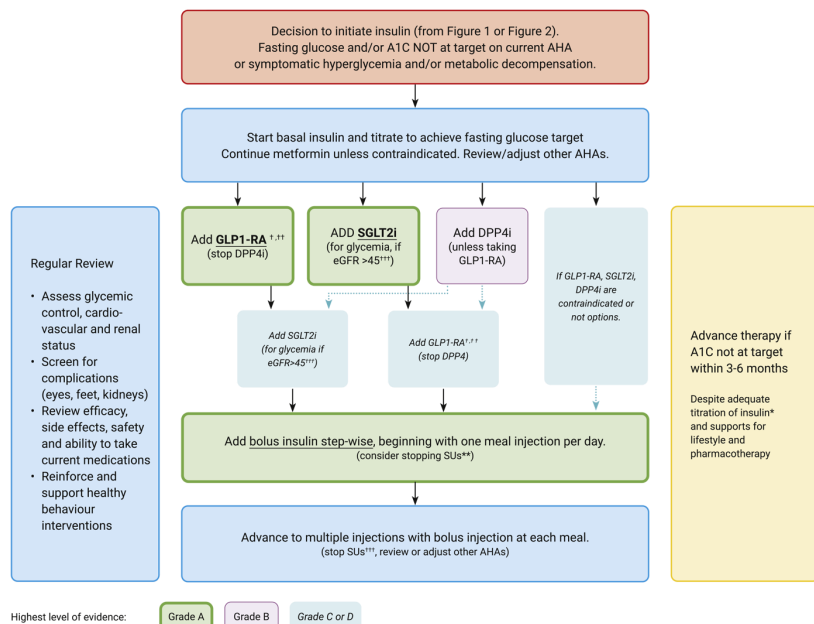 Decision to initiate insulin (from Figure 1 or Figure 2).
Fasting glucose and/or A1C NOT at target on current AHA
or symptomatic hyperglycemia and/or metabolic decompensation.
Start basal insulin and titrate to achieve fasting glucose target
Continue metformin unless contraindicated. Review/adjust other AHAs.
Add GLP1-RA †,††
(stop DPP4i)
ADD SGLT2i
(for glycemia, if
eGFR >45†††)
Add DPP4i
(unless taking
GLP1-RA)
If GLP1-RA, SGLT2i,
DPP4i are
contraindicated or
not options.
Add SGLT2i
(for glycemia if
eGFR>45†††)
Add GLP1-RA†,††
(stop DPP4)
Add bolus insulin step-wise, beginning with one meal injection per day.
(consider stopping SUs**)
Advance to multiple injections with bolus injection at each meal.
(stop SUs†††, review or adjust other AHAs)
Regular Review
• Assess glycemic
control, cardio-
vascular and renal
status
• Screen for
complications
(eyes, feet, kidneys)
• Review efficacy,
side effects, safety
and ability to take
current medications
• Reinforce and
support healthy
behaviour
interventions
Advance therapy if
A1C not at target
within 3-6 months
Despite adequate
titration of insulin*
and supports for
lifestyle and
pharmacotherapy
Highest level of evidence:
Grade A
Grade B
Grade C or D